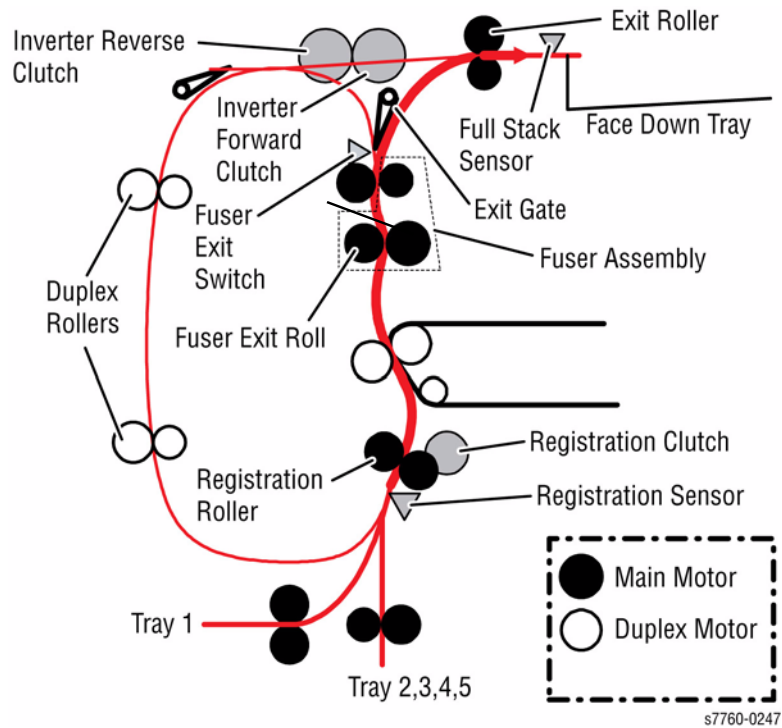 Exit Roller
Inverter Reverse
Clutch
Inverter
Forward
Clutch
Full Stack
Sensor
Face Down Tray
Fuser
Exit
Switch
Exit Gate
Fuser Assembly
Duplex
Rollers
Fuser Exit Roll
Registration Clutch
Registration
Roller
Registration Sensor
Main Motor
Duplex Motor
Tray 1
Tray 2,3,4,5
s7760-0247